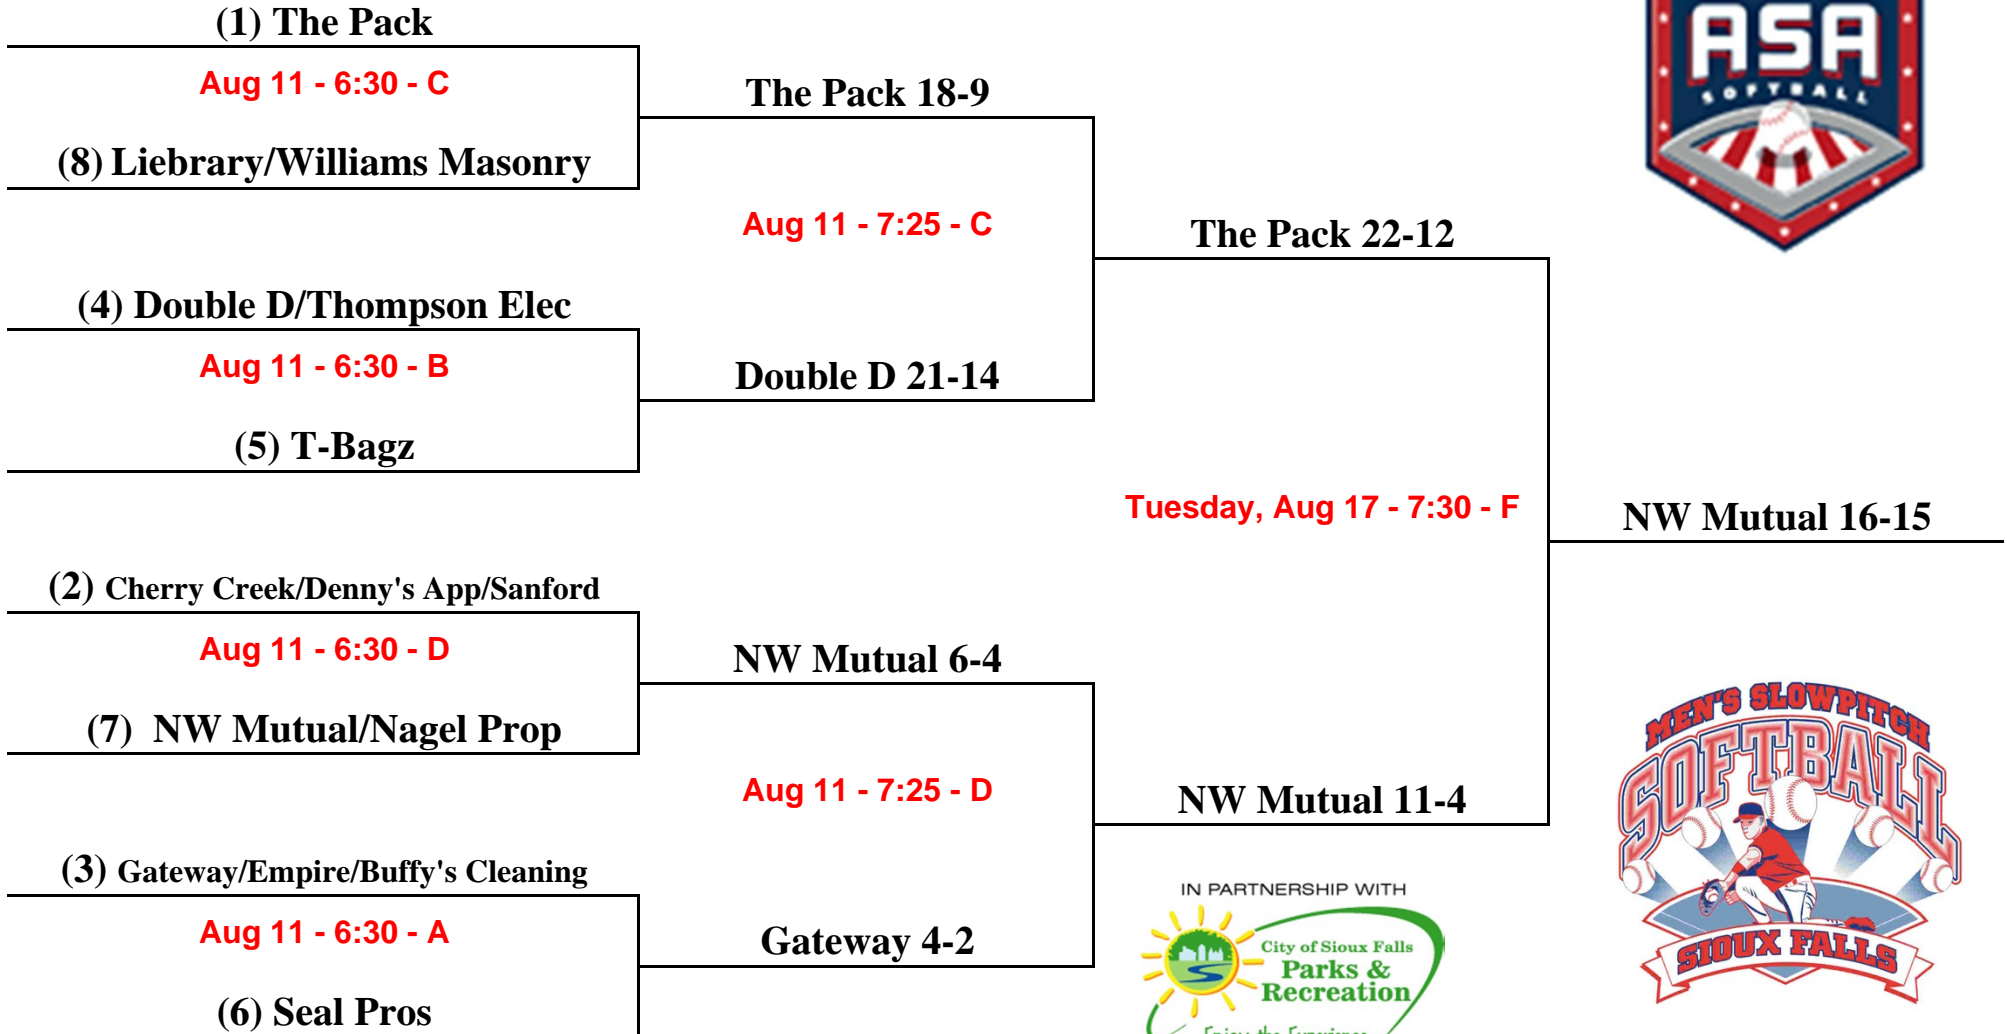 (1) The Pack
Aug 11 - 6:30 - C
(8) Liebrary/Williams Masonry
(4) Double D/Thompson Elec
Aug 11 - 6:30 - B
(5) T-Bagz
(2) Cherry Creek/Denny's App/Sanford
Aug 11 - 6:30 - D
(7) NW Mutual/Nagel Prop
(3) Gateway/Empire/Buffy's Cleaning
Aug 11 - 6:30 - A
(6) Seal Pros
The Pack 18-9
Aug 11 - 7:25 - C
Double D 21-14
NW Mutual 6-4
Aug 11 - 7:25 - D
Gateway 4-2
The Pack 22-12
Tuesday, Aug 17 - 7:30 - F
NW Mutual 11-4
NW Mutual 16-15
ASA
SOFTBALL
IN PARTNERSHIP WITH
City of Sioux Falls
Parks &
Recreation
Enjoy the Experience
MEN'S SLOWPITCH
SOFTBALL
SIOUX FALLS